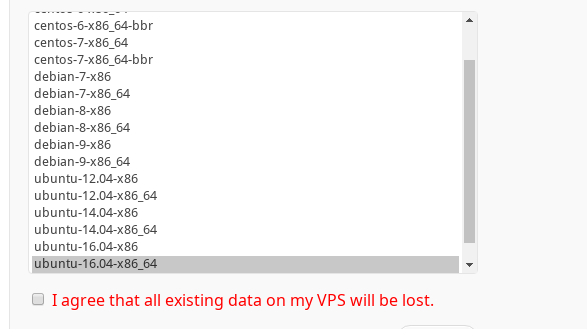 centos-6-x86_64-bbr
centos-7-x86_64
centos-7-x86_64-bbr
debian-7-x86
debian-7-x86_64
debian-8-x86
debian-8-x86_64
debian-9-x86
debian-9-x86_64
ubuntu-12.04-x86
ubuntu-12.04-x86_64
ubuntu-14.04-x86
ubuntu-14.04-x86_64
ubuntu-16.04-x86
ubuntu-16.04-x86_64
I agree that all existing data on my VPS will be lost.